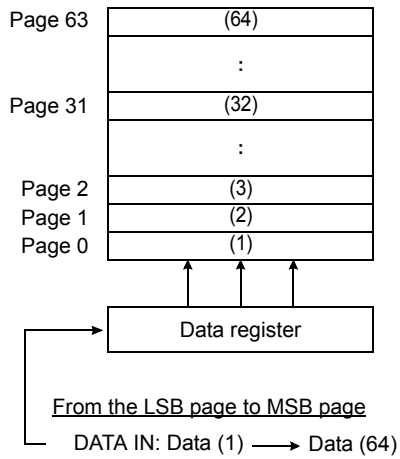 Page 63 (64)
:
Page 31 (32)
:
Page 2 (3)
Page 1 (2)
Page 0 (1)
Data register
From the LSB page to MSB page
DATA IN: Data (1) Data (64)